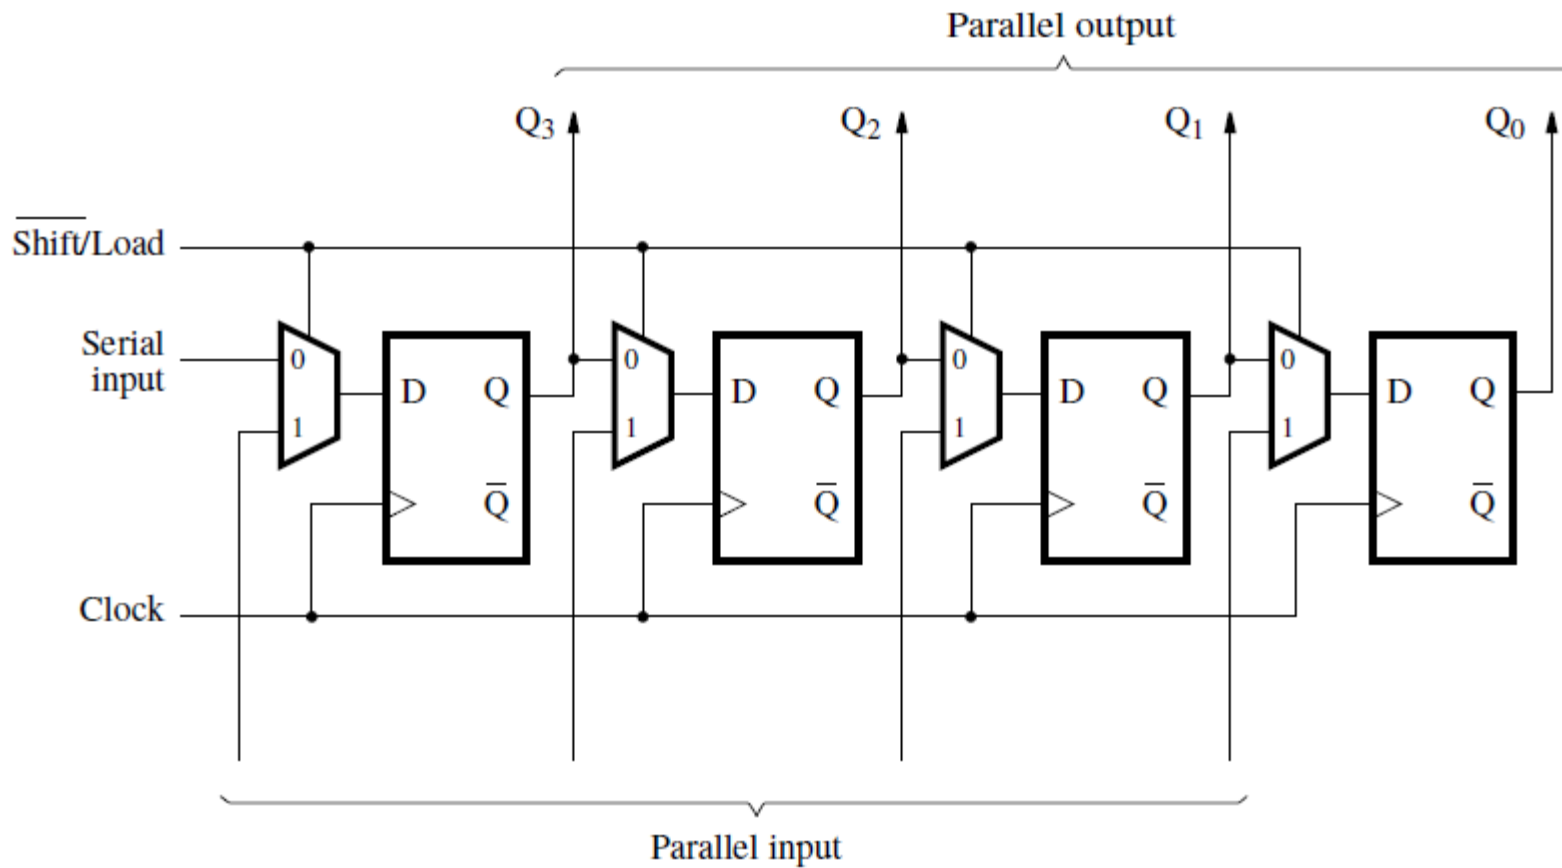 Parallel output
Q3 Q2 Q1 Q0
S̅h̅i̅f̅t̅/Load
Serial
input
0 0 0 0
D Q D Q D Q D Q
1 1 1 1
Q̅ Q̅ Q̅ Q̅
Clock
Parallel input